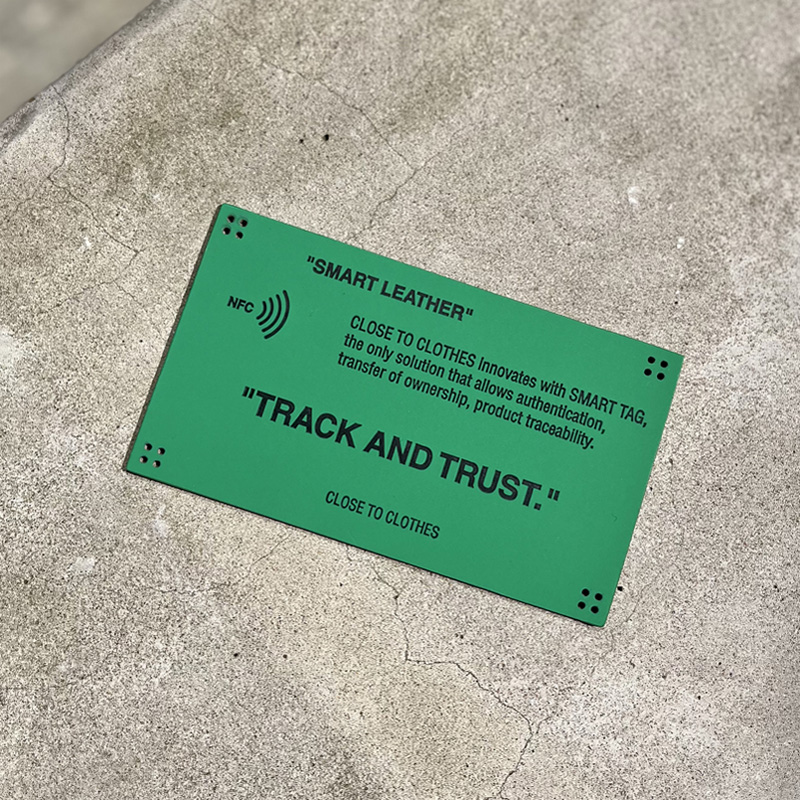 "SMART LEATHER"
NFC
CLOSE TO CLOTHES innovates with SMART TAG,
the only solution that allows authentication,
transfer of ownership, product traceability.
"TRACK AND TRUST."
CLOSE TO CLOTHES